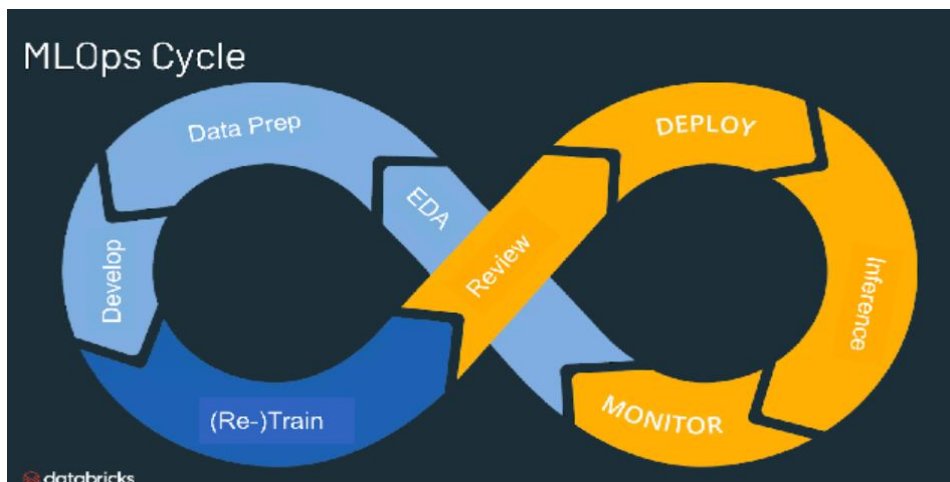 MLOps Cycle
Data Prep
DEPLOY
EDA
Review
Develop
Inference
(Re-)Train
MONITOR
databricks